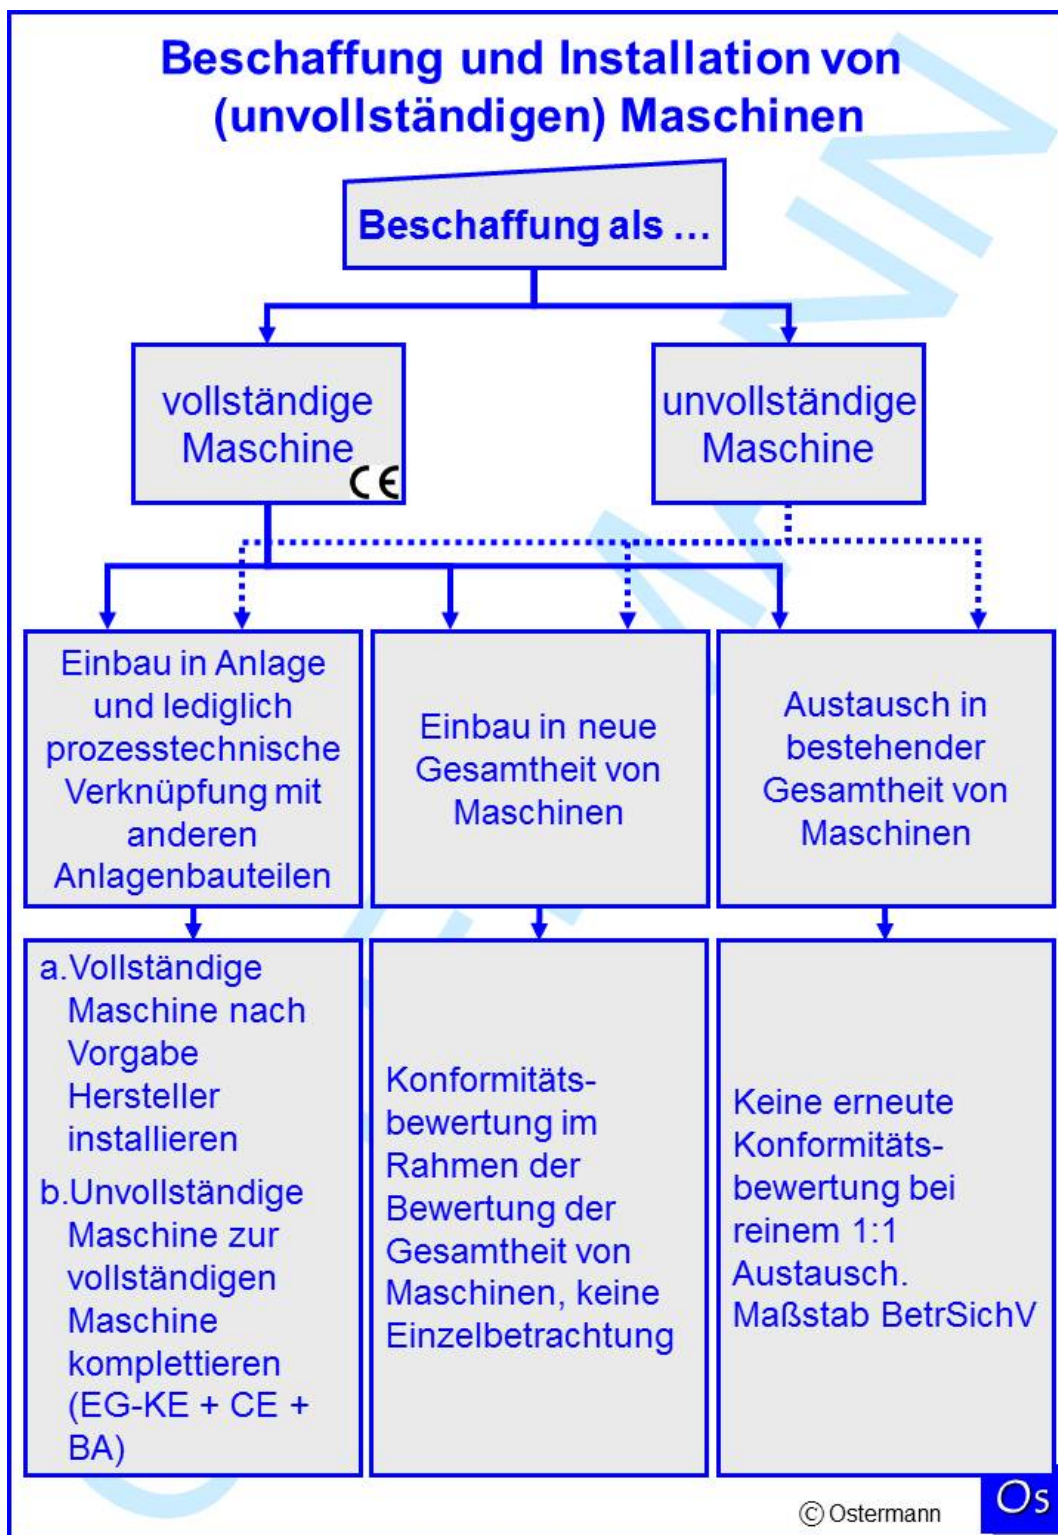 Beschaffung und Installation von
(unvollständigen) Maschinen
Beschaffung als ...
vollständige
Maschine
CE
unvollständige
Maschine
Einbau in Anlage
und lediglich
prozesstechnische
Verknüpfung mit
anderen
Anlagenbauteilen
Einbau in neue
Gesamtheit von
Maschinen
Austausch in
bestehender
Gesamtheit von
Maschinen
a.Vollständige
Maschine nach
Vorgabe
Hersteller
installieren
b.Unvollständige
Maschine zur
vollständigen
Maschine
komplettieren
(EG-KE + CE +
BA)
Konformitäts-
bewertung im
Rahmen der
Bewertung der
Gesamtheit von
Maschinen, keine
Einzelbetrachtung
Keine erneute
Konformitäts-
bewertung bei
reinem 1:1
Austausch.
Maßstab BetrSichV
© Ostermann
Os